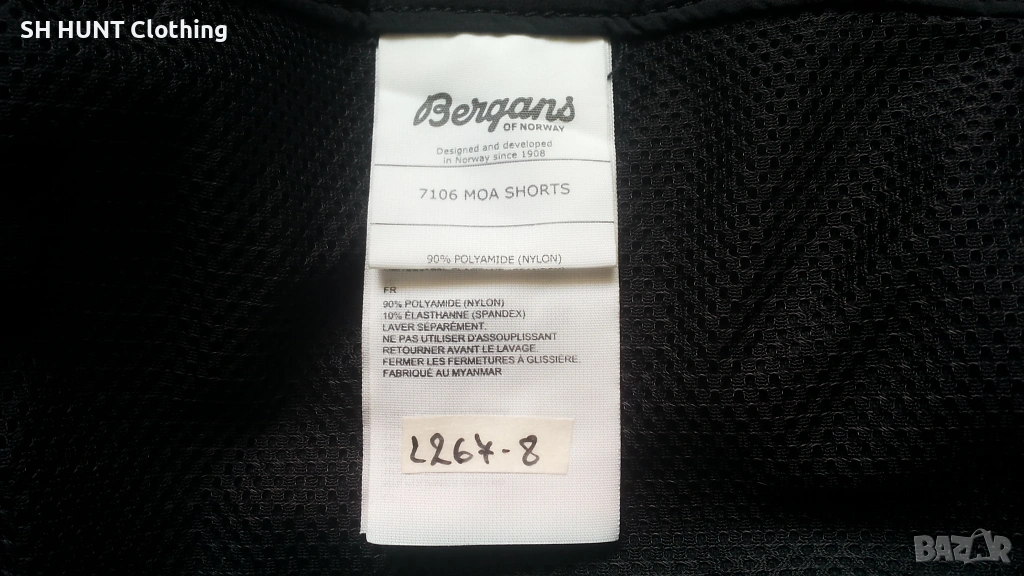 SH HUNT Clothing
Bergans
OF NORWAY
Designed and developed
in Norway since 1908
7106 MOA SHORTS
90% POLYAMIDE (NYLON)
FR
90% POLYAMIDE (NYLON)
10% ÉLASTHANNE (SPANDEX)
LAVER SÉPARÉMENT.
NE PAS UTILISER D'ASSOUPLISSANT
RETOURNER AVANT LE LAVAGE.
FERMER LES FERMETURES À GLISSIÈRE.
FABRIQUÉ AU MYANMAR
L267-8
BAZAR